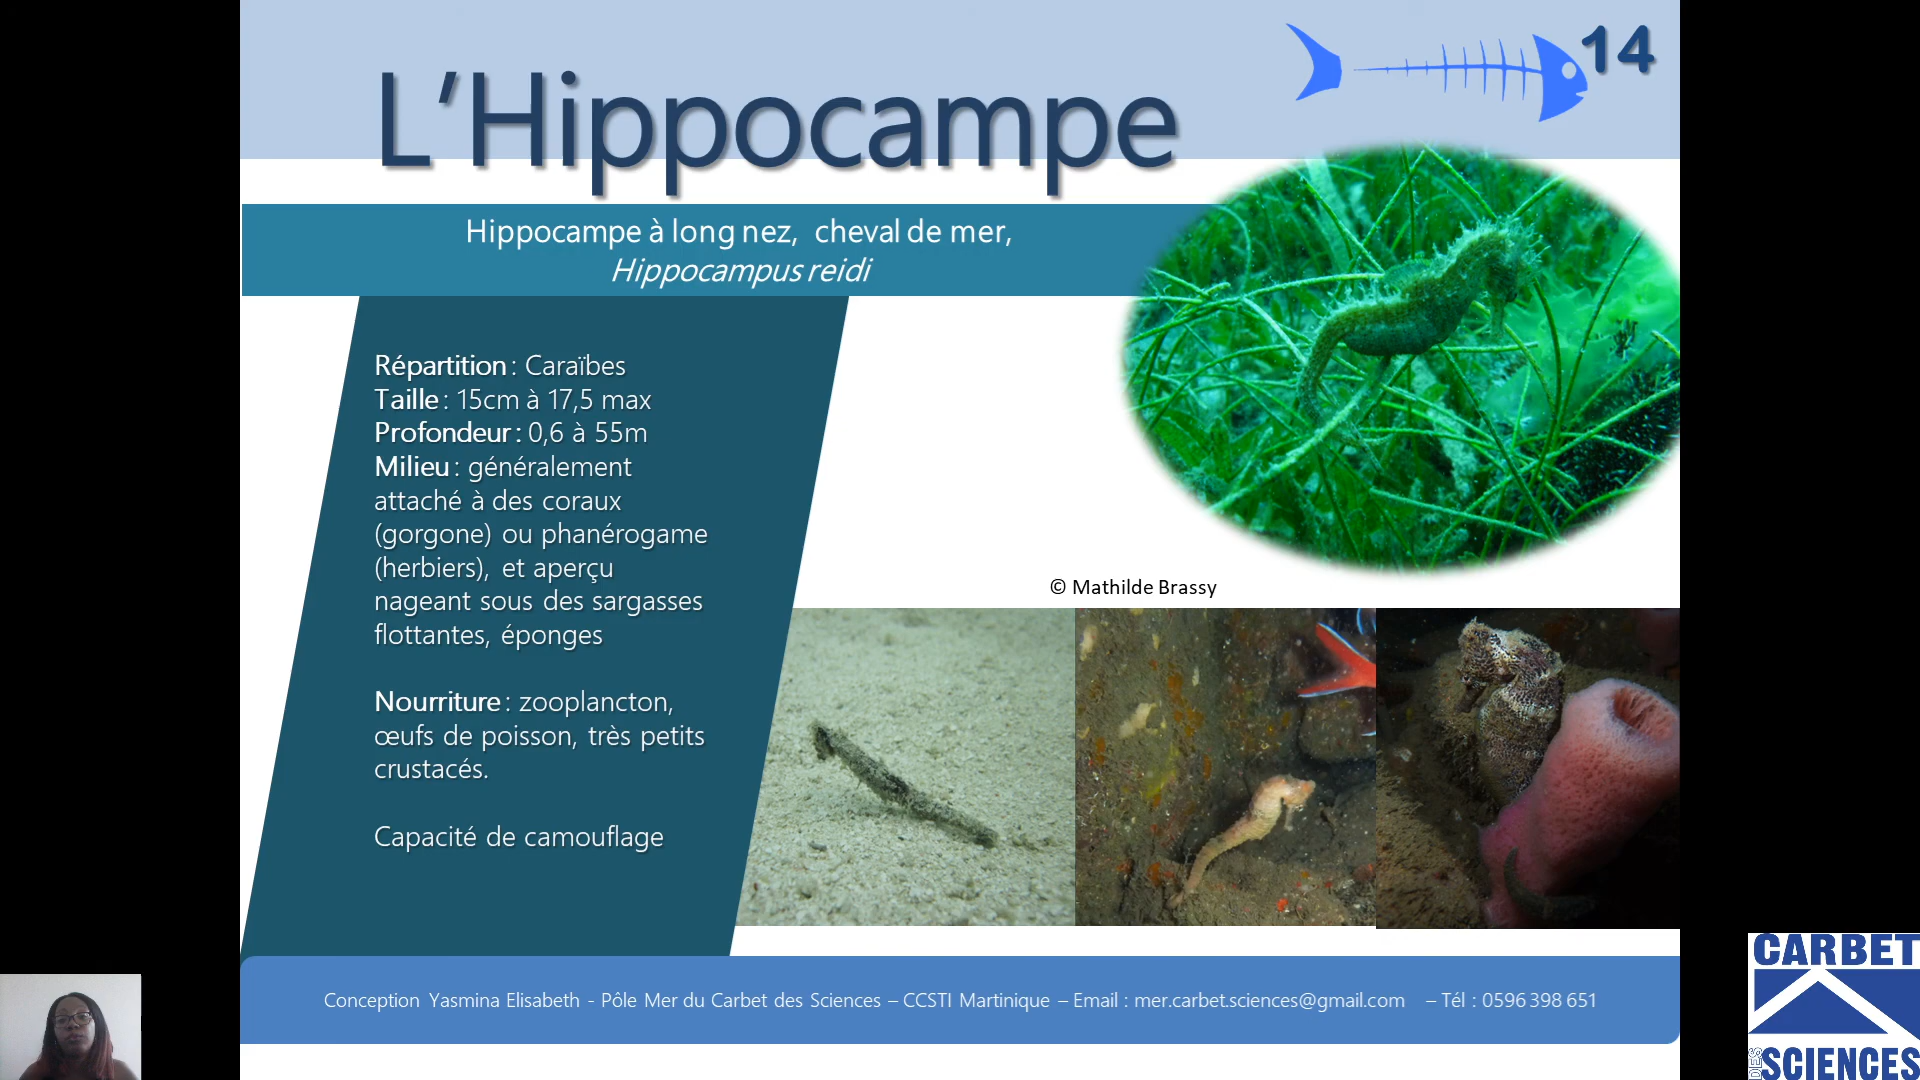 14
L'Hippocampe
Hippocampe à long nez, cheval de mer,
Hippocampus reidi
Répartition : Caraïbes
Taille : 15cm à 17,5 max
Profondeur : 0,6 à 55m
Milieu : généralement
attaché à des coraux
(gorgone) ou phanérogame
(herbiers), et aperçu
nageant sous des sargasses
flottantes, éponges
Nourriture : zooplancton,
œufs de poisson, très petits
crustacés.
Capacité de camouflage
© Mathilde Brassy
Conception Yasmina Elisabeth - Pôle Mer du Carbet des Sciences – CCSTI Martinique – Email : mer.carbet.sciences@gmail.com – Tél : 0596 398 651
CARBET
DES SCIENCES